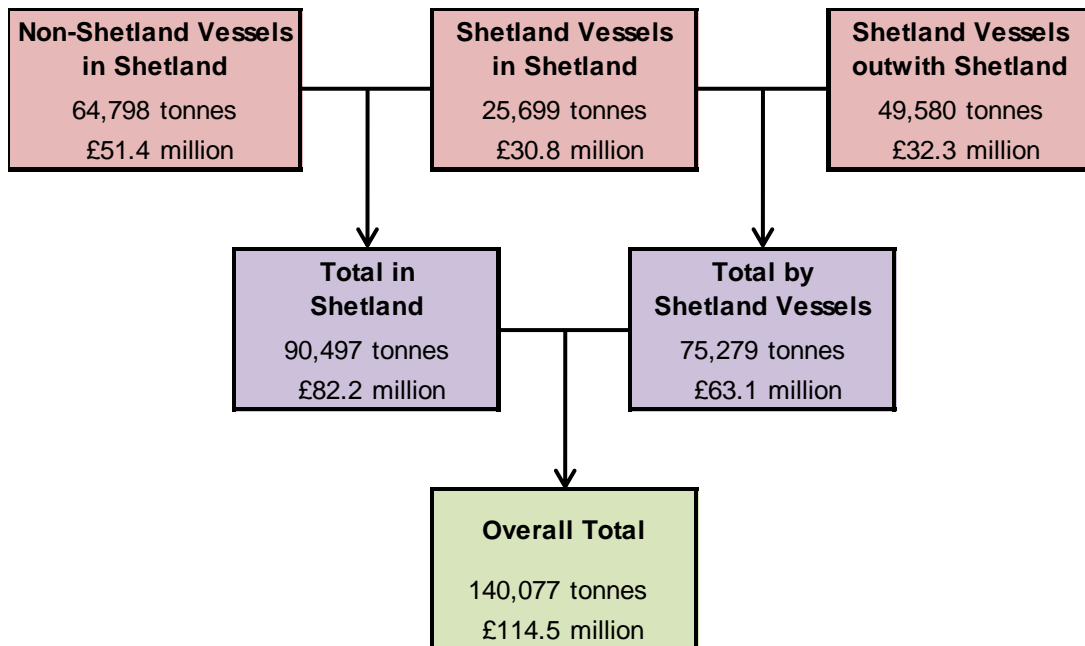 Non-Shetland Vessels
in Shetland
64,798 tonnes
£51.4 million
Shetland Vessels
in Shetland
25,699 tonnes
£30.8 million
Shetland Vessels
outwith Shetland
49,580 tonnes
£32.3 million
Total in
Shetland
90,497 tonnes
£82.2 million
Total by
Shetland Vessels
75,279 tonnes
£63.1 million
Overall Total
140,077 tonnes
£114.5 million